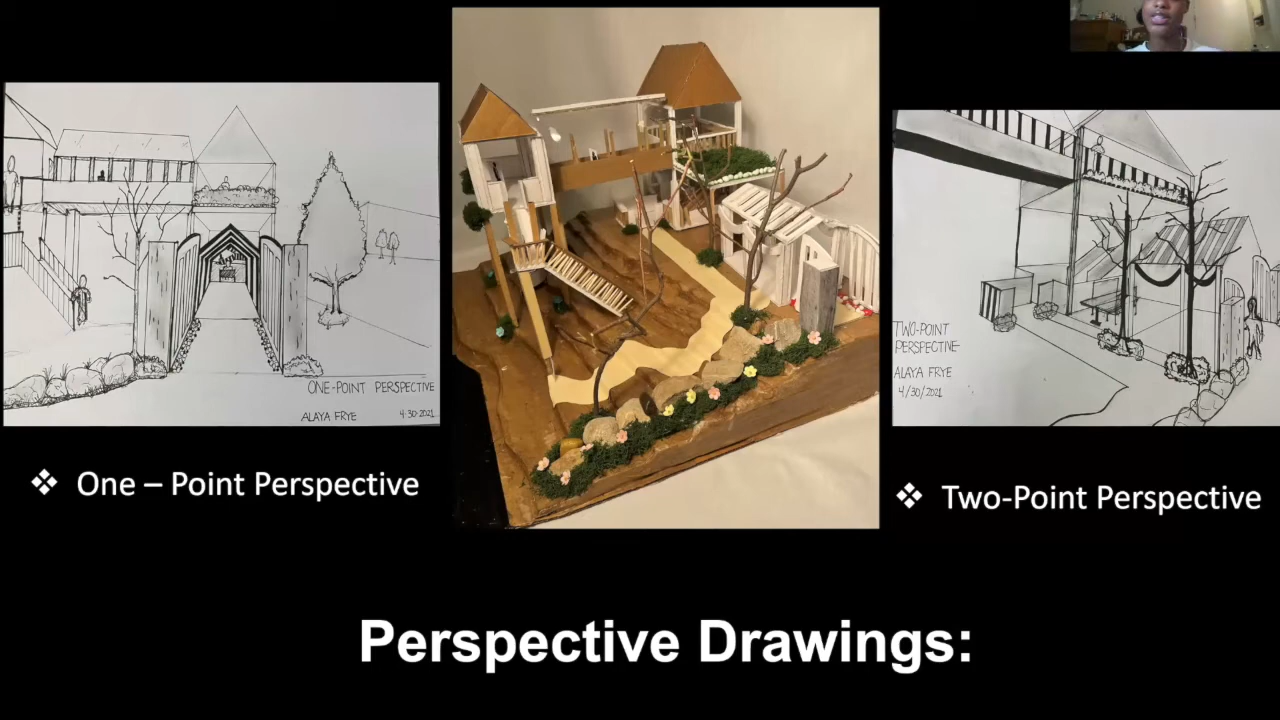 ONE-POINT PERSPECTIVE
ALAYA FRYE 4·30·2021
TWO-POINT
PERSPECTIVE
ALAYA FRYE
4/30/2021
❖ One – Point Perspective
❖ Two-Point Perspective
Perspective Drawings: